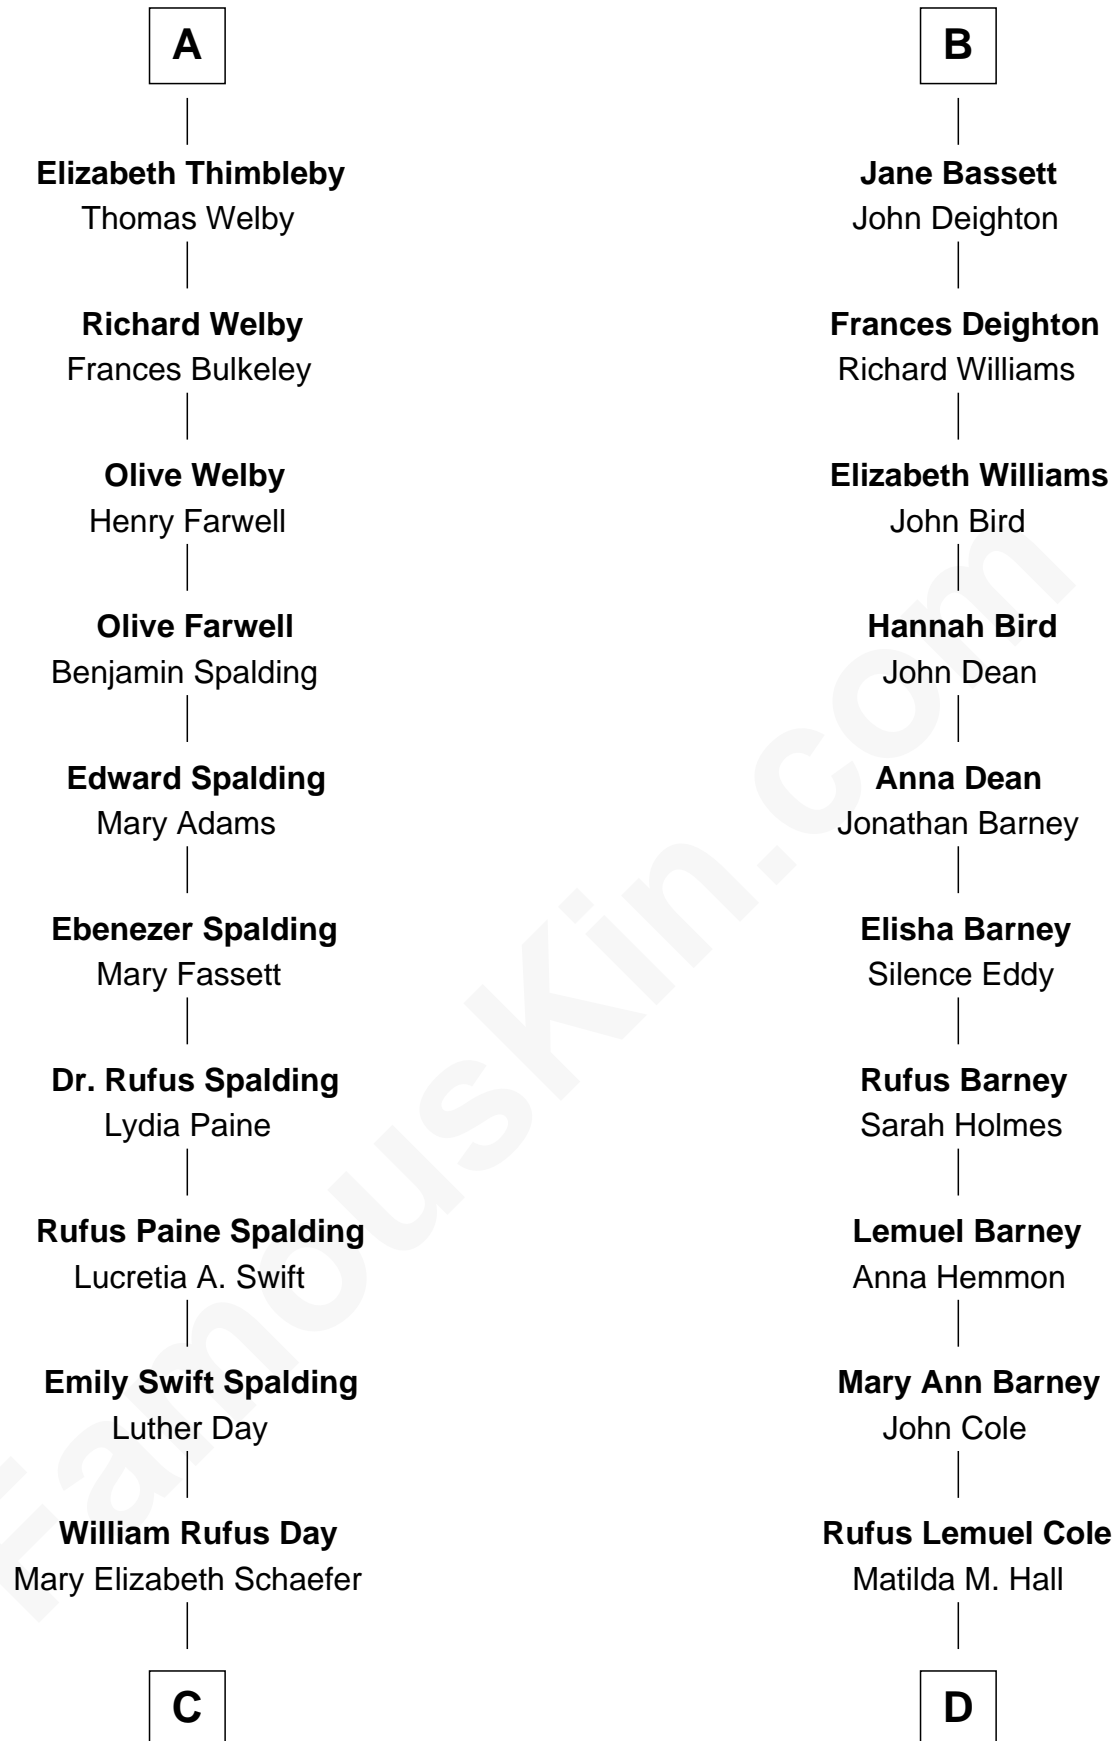 A
Elizabeth Thimbleby
Thomas Welby
Richard Welby
Frances Bulkeley
Olive Welby
Henry Farwell
Olive Farwell
Benjamin Spalding
Edward Spalding
Mary Adams
Ebenezer Spalding
Mary Fassett
Dr. Rufus Spalding
Lydia Paine
Rufus Paine Spalding
Lucretia A. Swift
Emily Swift Spalding
Luther Day
William Rufus Day
Mary Elizabeth Schaefer
C
B
Jane Bassett
John Deighton
Frances Deighton
Richard Williams
Elizabeth Williams
John Bird
Hannah Bird
John Dean
Anna Dean
Jonathan Barney
Elisha Barney
Silence Eddy
Rufus Barney
Sarah Holmes
Lemuel Barney
Anna Hemmon
Mary Ann Barney
John Cole
Rufus Lemuel Cole
Matilda M. Hall
D
FamousKin.com